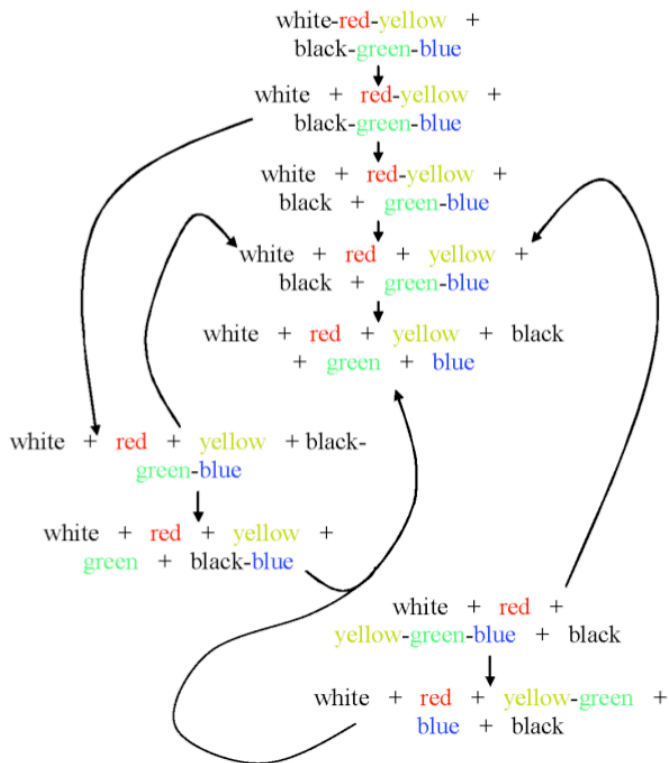 white-red-yellow +
black-green-blue
white + red-yellow +
black-green-blue
white + red-yellow +
black + green-blue
white + red + yellow +
black + green-blue
white + red + yellow + black
+ green + blue
white + red + yellow + black-
green-blue
white + red + yellow +
green + black-blue
white + red +
yellow-green-blue + black
white + red + yellow-green +
blue + black